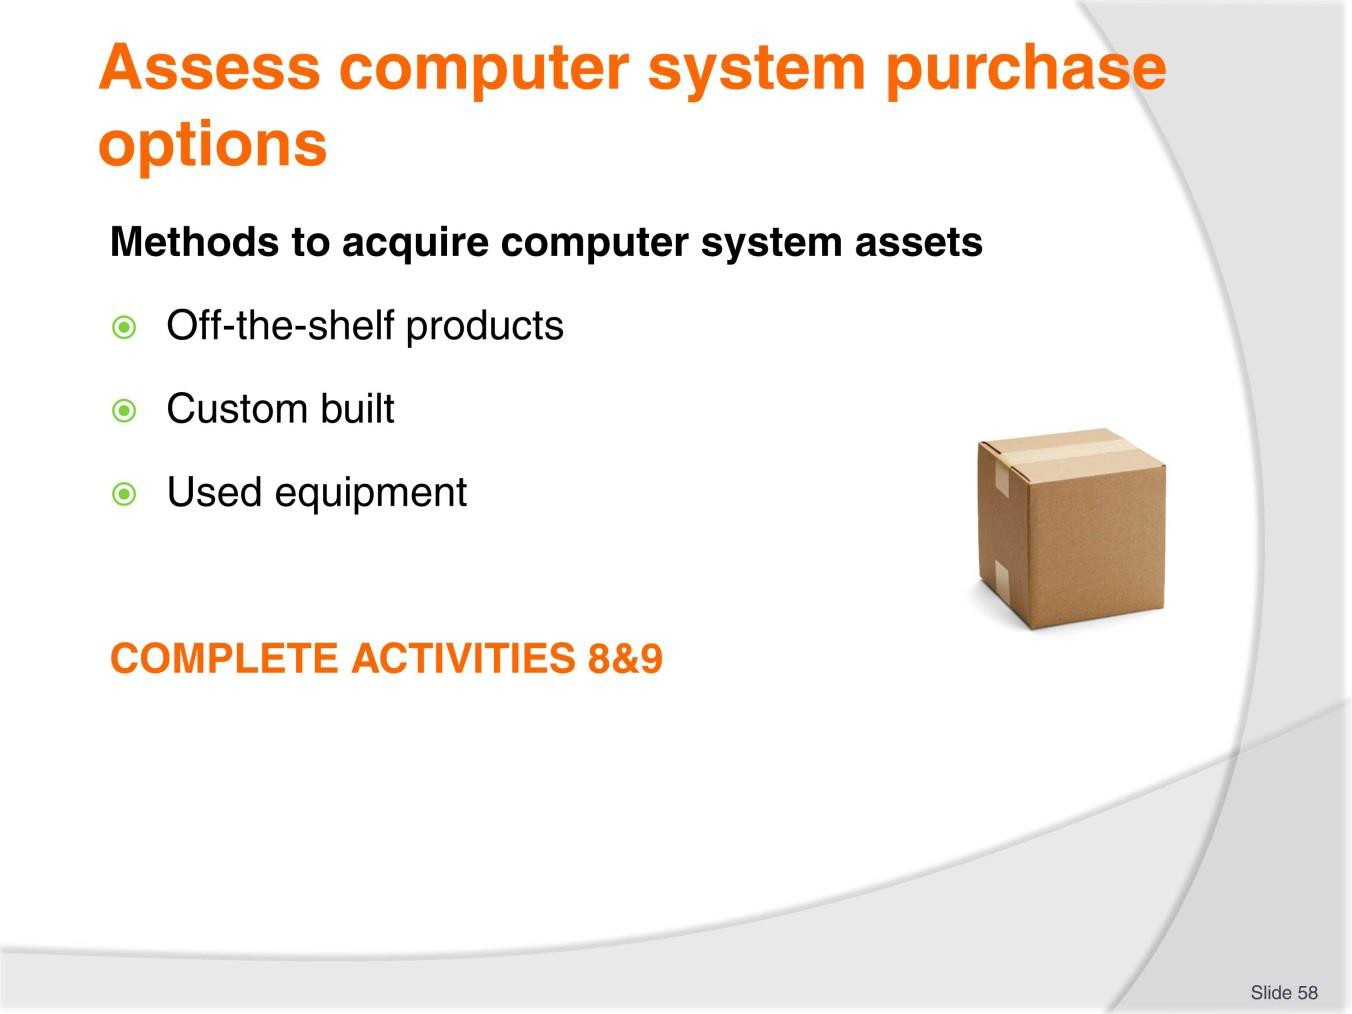 Assess computer system purchase
options
Methods to acquire computer system assets
Off-the-shelf products
Custom built
Used equipment
COMPLETE ACTIVITIES 8&9
Slide 58